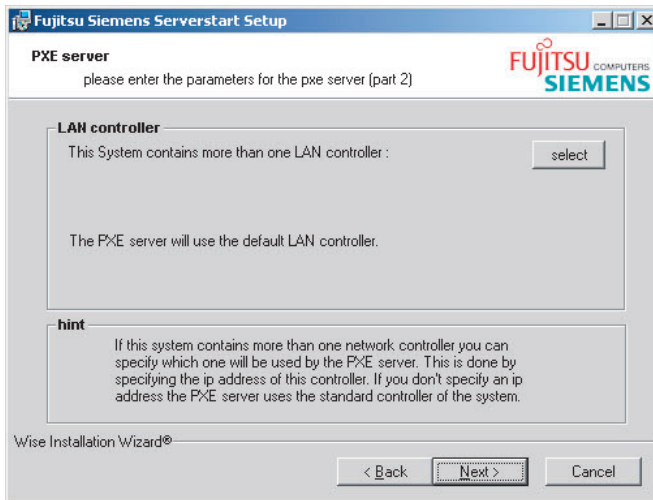 Fujitsu Siemens Serverstart Setup
PXE server
please enter the parameters for the pxe server (part 2)
FUJITSU COMPUTERS
SIEMENS
LAN controller
This System contains more than one LAN controller :
select
The PXE server will use the default LAN controller.
hint
If this system contains more than one network controller you can
specify which one will be used by the PXE server. This is done by
specifying the ip address of this controller. If you don't specify an ip
address the PXE server uses the standard controller of the system.
Wise Installation Wizard®
< Back
Next >
Cancel